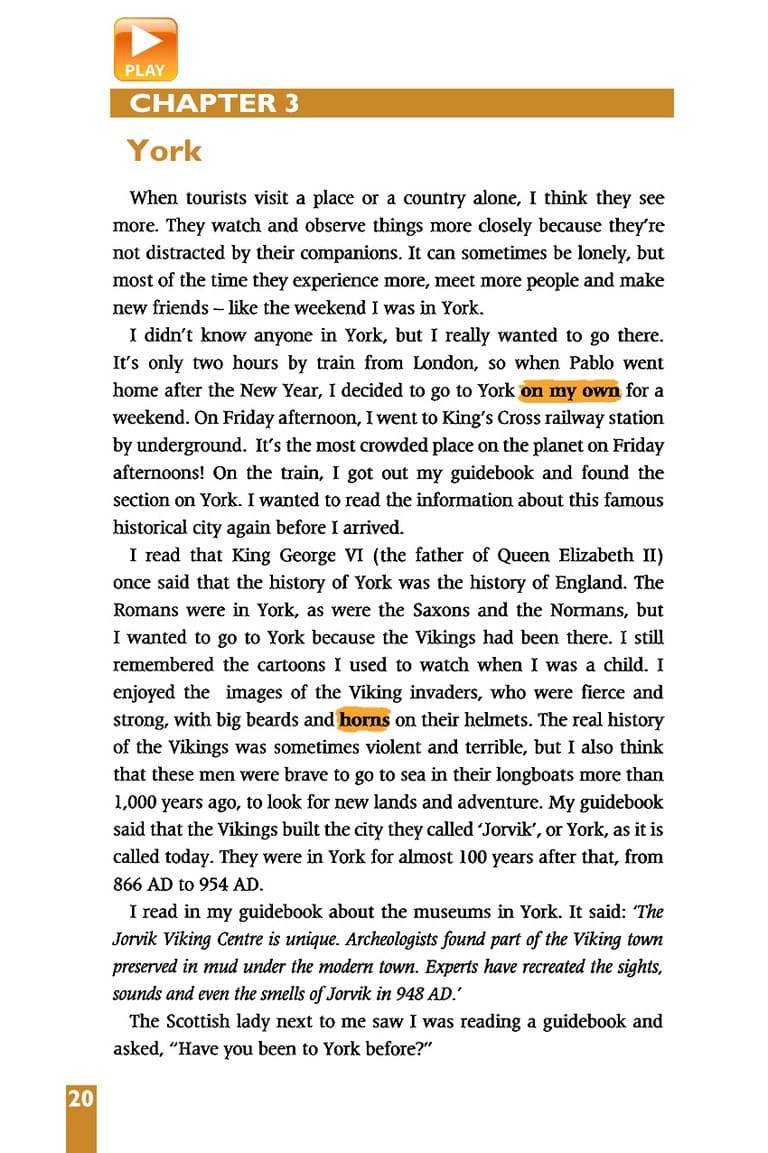 PLAY
CHAPTER 3
York
When tourists visit a place or a country alone, I think they see
more. They watch and observe things more closely because they're
not distracted by their companions. It can sometimes be lonely, but
most of the time they experience more, meet more people and make
new friends – like the weekend I was in York.
I didn't know anyone in York, but I really wanted to go there.
It's only two hours by train from London, so when Pablo went
home after the New Year, I decided to go to York on my own for a
weekend. On Friday afternoon, I went to King's Cross railway station
by underground. It's the most crowded place on the planet on Friday
afternoons! On the train, I got out my guidebook and found the
section on York. I wanted to read the information about this famous
historical city again before I arrived.
I read that King George VI (the father of Queen Elizabeth II)
once said that the history of York was the history of England. The
Romans were in York, as were the Saxons and the Normans, but
I wanted to go to York because the Vikings had been there. I still
remembered the cartoons I used to watch when I was a child. I
enjoyed the images of the Viking invaders, who were fierce and
strong, with big beards and horns on their helmets. The real history
of the Vikings was sometimes violent and terrible, but I also think
that these men were brave to go to sea in their longboats more than
1,000 years ago, to look for new lands and adventure. My guidebook
said that the Vikings built the city they called ‘Jorvik’, or York, as it is
called today. They were in York for almost 100 years after that, from
866 AD to 954 AD.
I read in my guidebook about the museums in York. It said: ‘The
Jorvik Viking Centre is unique. Archeologists found part of the Viking town
preserved in mud under the modern town. Experts have recreated the sights,
sounds and even the smells of Jorvik in 948 AD.’
The Scottish lady next to me saw I was reading a guidebook and
asked, “Have you been to York before?”
20